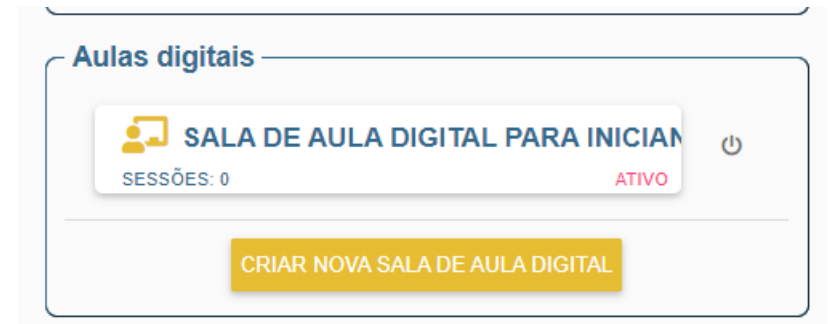 Aulas digitais
SALA DE AULA DIGITAL PARA INICIAN
SESSÕES: 0 ATIVO
CRIAR NOVA SALA DE AULA DIGITAL